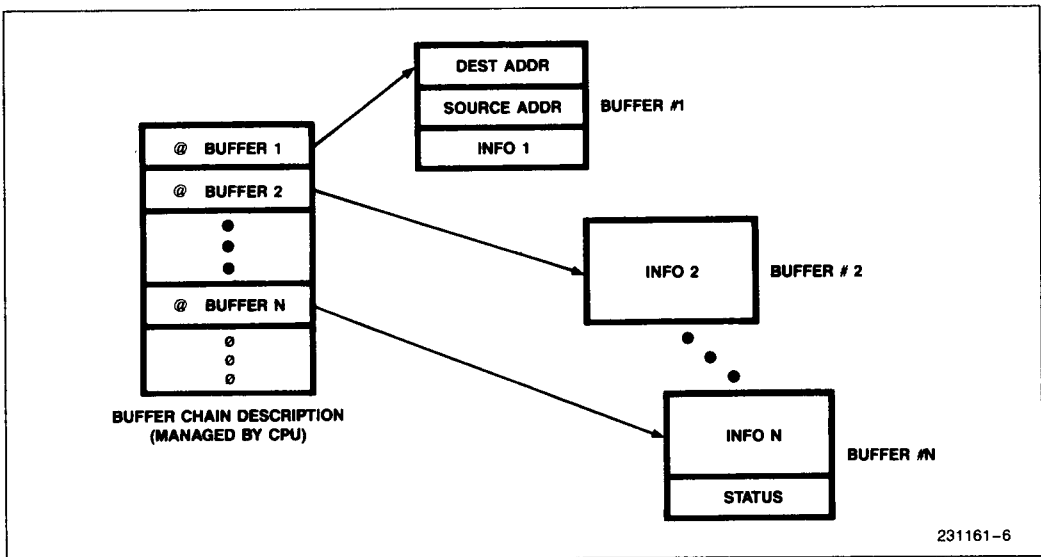 DEST ADDR
SOURCE ADDR
BUFFER #1
INFO 1
@ BUFFER 1
@ BUFFER 2
@ BUFFER N
Ø
Ø
Ø
BUFFER CHAIN DESCRIPTION
(MANAGED BY CPU)
INFO 2
BUFFER # 2
INFO N
BUFFER #N
STATUS
231161-6